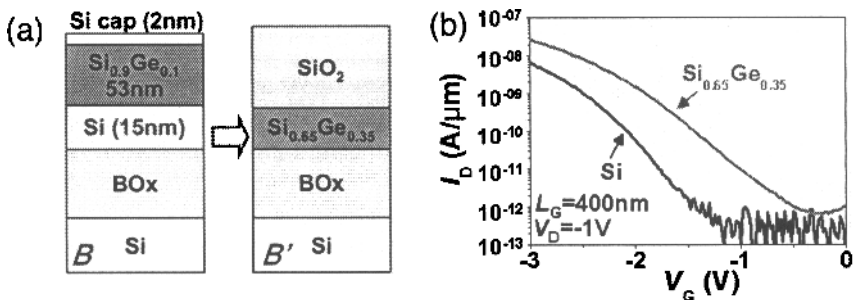 (a)
Si cap (2nm)
Si0.9Ge0.1
53nm
Si (15nm)
BOx
Si
B
SiO2
Si0.65Ge0.35
BOx
Si
B'
(b)
10-07
10-08
10-09
10-10
10-11
10-12
10-13
ID (A/μm)
Si0.65Ge0.35
Si
LG=400nm
VD=-1V
-3
-2
-1
0
VG (V)